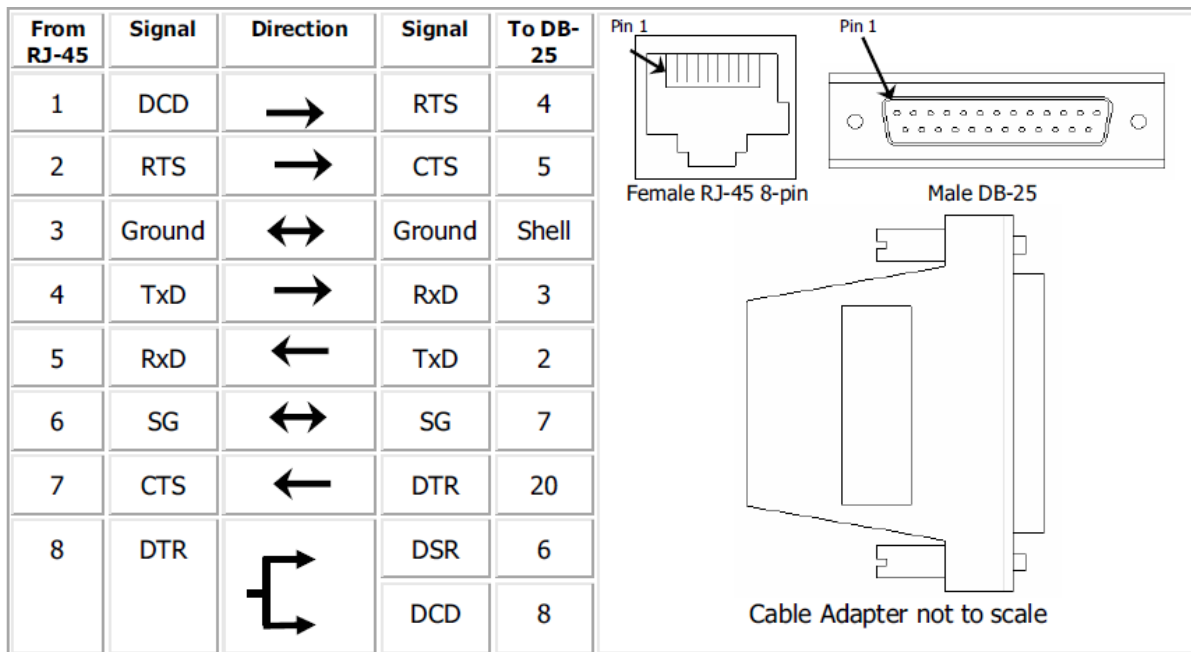 From RJ-45 Signal Direction Signal To DB-25
1 DCD RTS 4
2 RTS CTS 5
3 Ground Ground Shell
4 TxD RxD 3
5 RxD TxD 2
6 SG SG 7
7 CTS DTR 20
8 DTR DSR 6
DCD 8
Pin 1
Pin 1
Female RJ-45 8-pin
Male DB-25
Cable Adapter not to scale